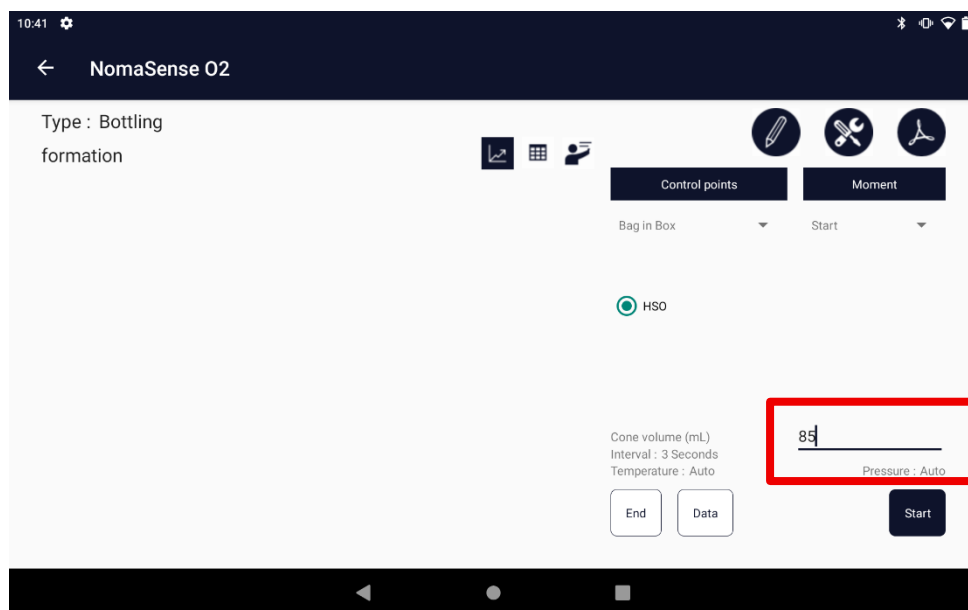 10:41
NomaSense O2
Type : Bottling
formation
Control points
Moment
Bag in Box
Start
HSO
Cone volume (mL)
85
Interval : 3 Seconds
Temperature : Auto
Pressure : Auto
End
Data
Start